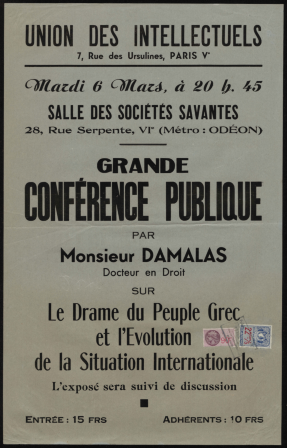 UNION DES INTELLECTUELS
7, Rue des Ursulines, PARIS Vᵉ
Mardi 6 Mars, à 20 h. 45
SALLE DES SOCIÉTÉS SAVANTES
28, Rue Serpente, VIᵉ (Métro : ODÉON)
GRANDE
CONFÉRENCE PUBLIQUE
PAR
Monsieur DAMALAS
Docteur en Droit
SUR
Le Drame du Peuple Grec
et l'Evolution
de la Situation Internationale
L'exposé sera suivi de discussion
ENTRÉE : 15 FRS ADHÉRENTS : 10 FRS